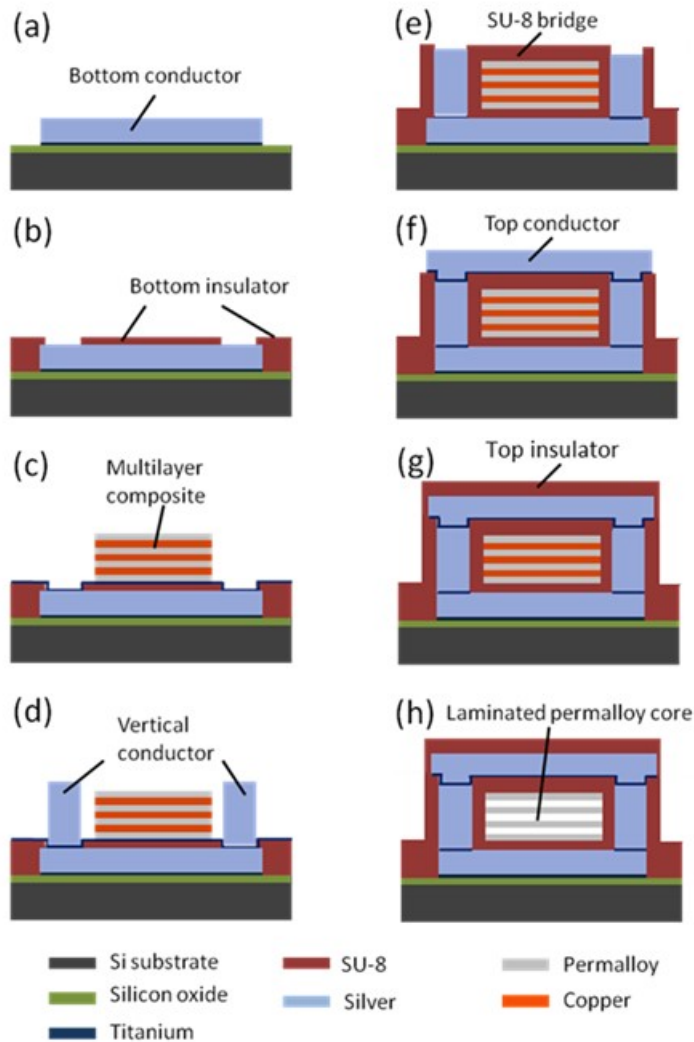 (a)
Bottom conductor
(b)
Bottom insulator
(c)
Multilayer
composite
(d)
Vertical
conductor
(e)
SU-8 bridge
(f)
Top conductor
(g)
Top insulator
(h)
Laminated permalloy core
Si substrate
SU-8
Permalloy
Silicon oxide
Silver
Copper
Titanium